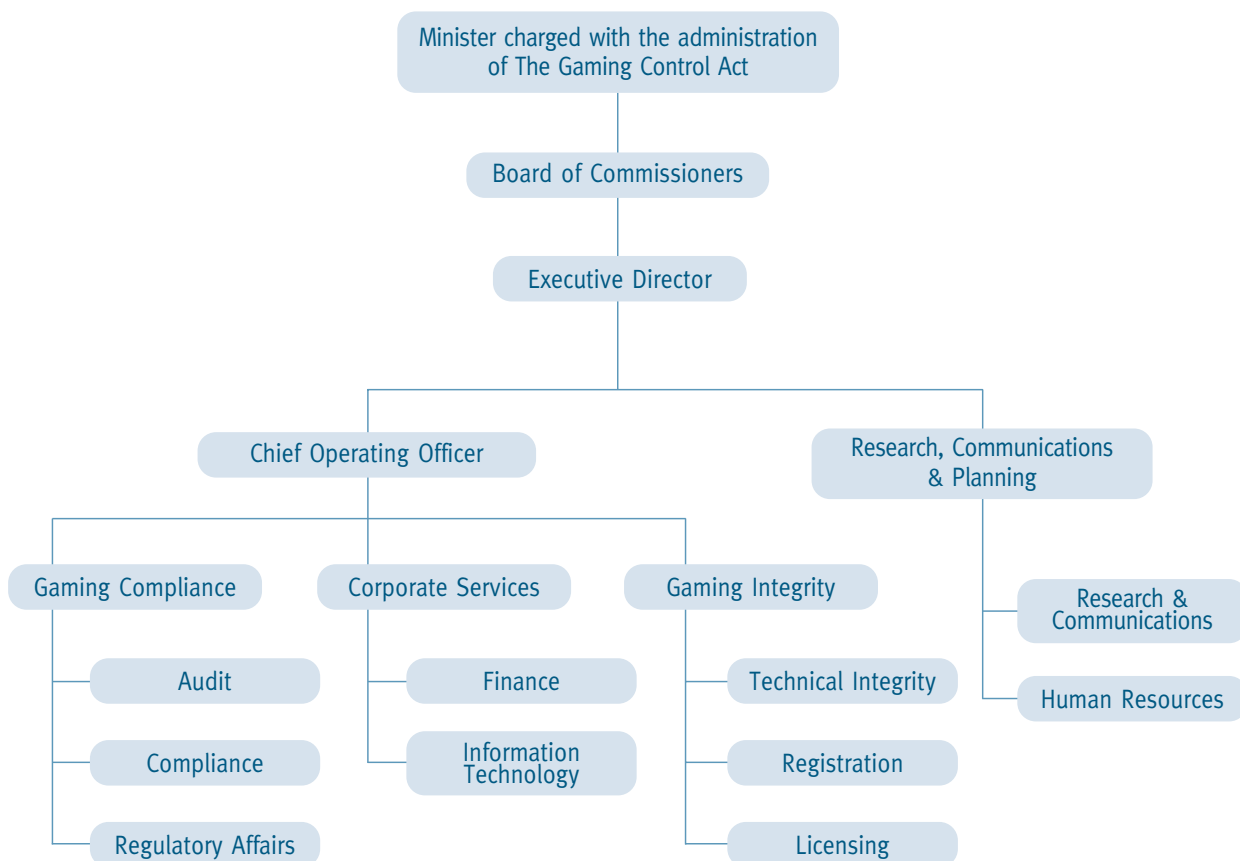 Minister charged with the administration
of The Gaming Control Act
Board of Commissioners
Executive Director
Chief Operating Officer
Research, Communications
& Planning
Gaming Compliance
Corporate Services
Gaming Integrity
Research &
Communications
Audit
Finance
Technical Integrity
Human Resources
Compliance
Information
Technology
Registration
Regulatory Affairs
Licensing